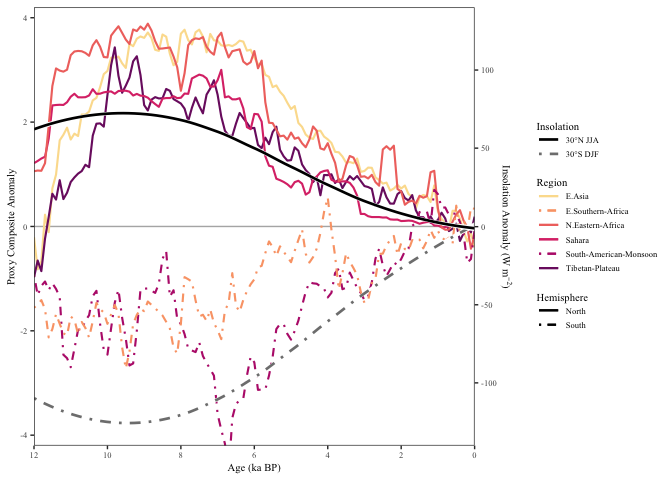 4
2
0
-2
-4
Proxy Composite Anomaly
12
10
8
6
4
2
0
Age (ka BP)
100
50
0
-50
-100
Insolation Anomaly (W m⁻²)
Insolation
30°N JJA
30°S DJF
Region
E.Asia
E.Southern-Africa
N.Eastern-Africa
Sahara
South-American-Monsoon
Tibetan-Plateau
Hemisphere
North
South